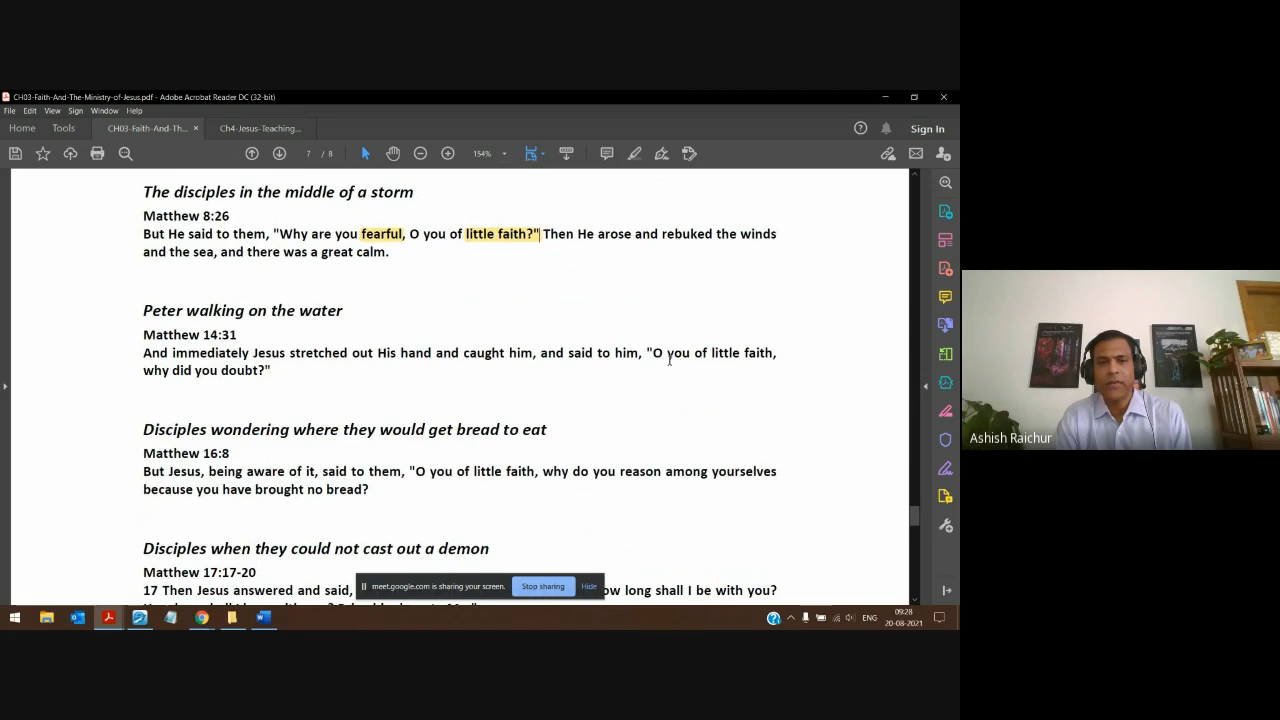 CH03-Faith-And-The-Ministry-of-Jesus.pdf - Adobe Acrobat Reader DC (32-bit)
File Edit View Sign Window Help
Home Tools CH03-Faith-And-Th... × Ch4-Jesus-Teaching... Sign In
7 / 8 154%
The disciples in the middle of a storm
Matthew 8:26
But He said to them, "Why are you fearful, O you of little faith?" Then He arose and rebuked the winds
and the sea, and there was a great calm.
Peter walking on the water
Matthew 14:31
And immediately Jesus stretched out His hand and caught him, and said to him, "O you of little faith,
why did you doubt?"
Disciples wondering where they would get bread to eat
Matthew 16:8
But Jesus, being aware of it, said to them, "O you of little faith, why do you reason among yourselves
because you have brought no bread?
Disciples when they could not cast out a demon
Matthew 17:17-20
17 Then Jesus answered and said, long shall I be with you?
meet.google.com is sharing your screen. Stop sharing Hide
Ashish Raichur
ENG
09:28
20-08-2021